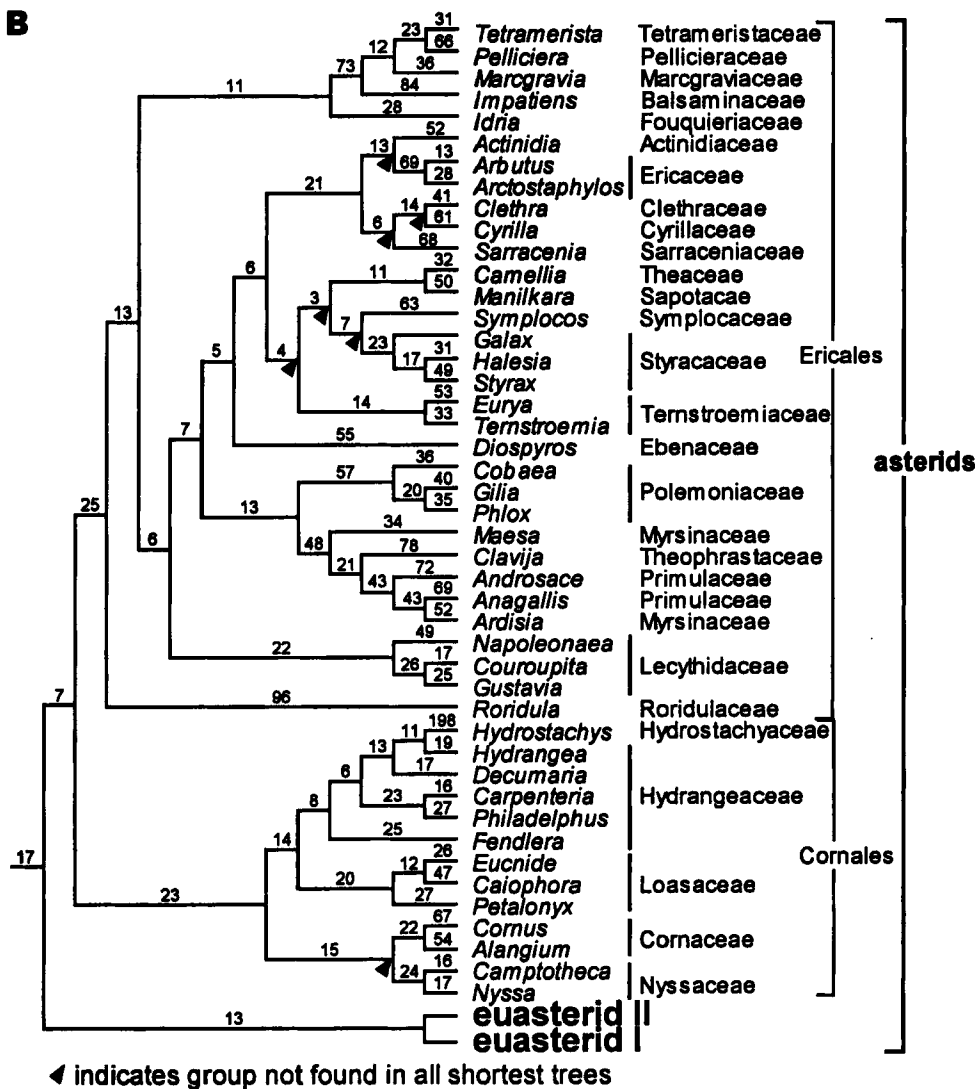 B
31
23 Tetramerista Tetrameristaceae
12 66
Pelliciera Pellicieraceae
73 36
Marcgravia Marcgraviaceae
11 84
Impatiens Balsaminaceae
28
Idria Fouquieriaceae
52
Actinidia Actinidiaceae
13 13
Arbutus
69 28 Ericaceae
Arctostaphylos
21 41
14 Clethra Clethraceae
6 61
Cyrilla Cyrillaceae
68
Sarracenia Sarraceniaceae
32
6 11 Camellia Theaceae
50
Manilkara Sapotacae
3 63
Symplocos Symplocaceae
7
Galax
23 31
13 Halesia Styracaceae Ericales
17 49
4 Styrax
5 53
14 Eurya
33 Ternstroemiaceae
Ternstroemia
55
Diospyros Ebenaceae
7 36
57 Cobaea asterids
40
Gilia Polemoniaceae
20 35
Phlox
25 13 34
Maesa Myrsinaceae
48 78
Clavija Theophrastaceae
6 21 72
Androsace Primulaceae
43 69
Anagallis Primulaceae
43 52
Ardisia Myrsinaceae
49
Napoleonaea
22 17
Couroupita Lecythidaceae
26 25
Gustavia
7 96
Roridula Roridulaceae
198
11 Hydrostachys Hydrostachyaceae
13 19
Hydrangea
17
6 Decumaria
16
8 Carpenteria Hydrangeaceae
23 27
Philadelphus
25
14 Fendlera
26
17 12 Eucnide Cornales
47
20 Caiophora Loasaceae
23 27
Petalonyx
67
22 Cornus
54 Cornaceae
15 Alangium
16
Camptotheca
24 17 Nyssaceae
Nyssa
13 euasterid II
euasterid I
indicates group not found in all shortest trees